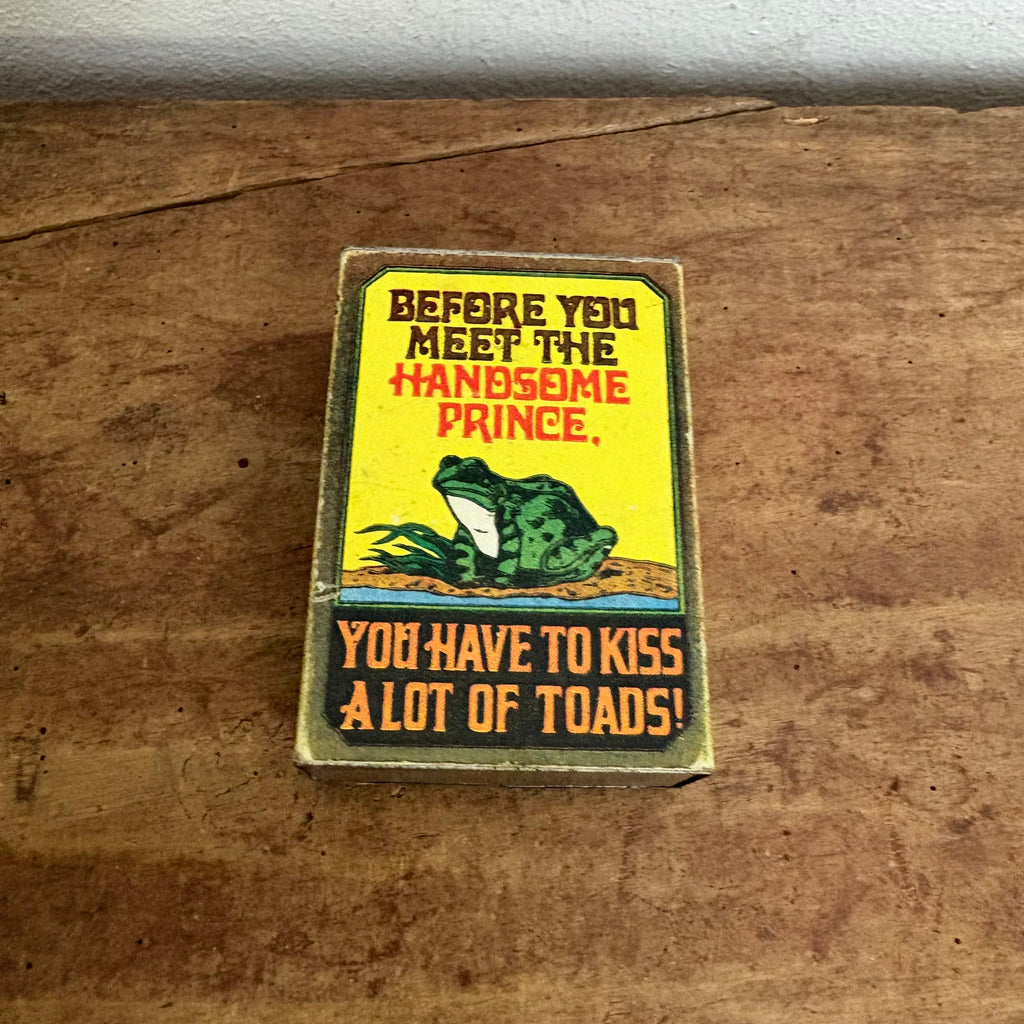 BEFORE YOU
MEET THE
HANDSOME
PRINCE,
YOU HAVE TO KISS
A LOT OF TOADS!